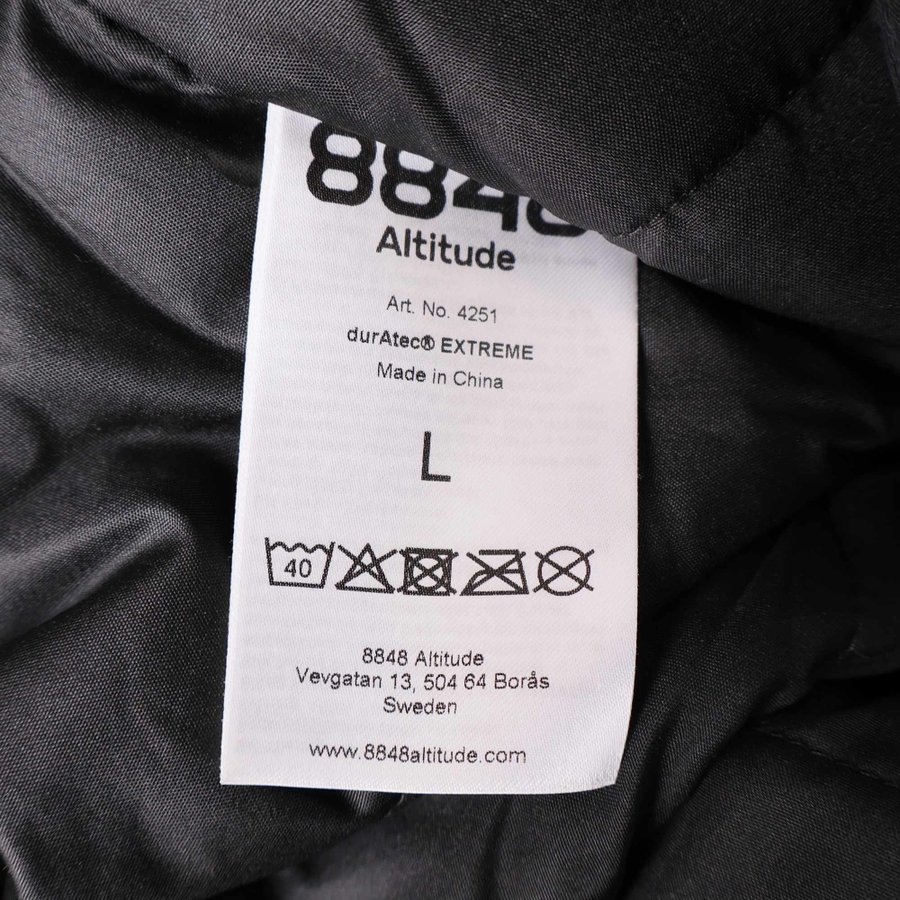 8848
Altitude
Art. No. 4251
durAtec® EXTREME
Made in China
L
40
8848 Altitude
Vevgatan 13, 504 64 Borås
Sweden
www.8848altitude.com